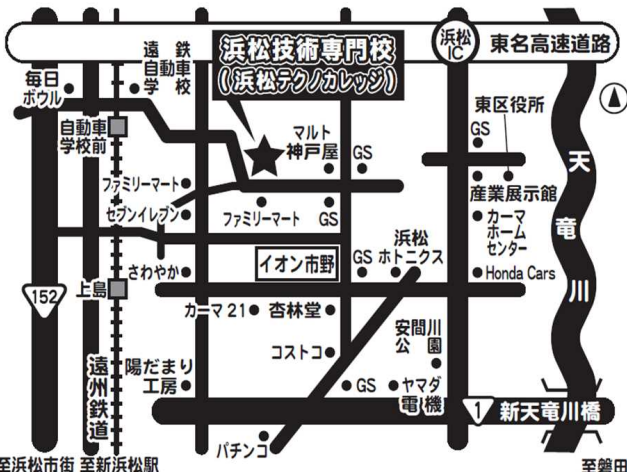 浜松
IC
東名高速道路
遠鉄
自動車
学校
浜松技術専門校
(浜松テクノカレッジ)
毎日
ボウル
東区役所
GS
自動車
学校前
マルト
神戸屋
GS
天竜川
ファミリーマート
産業展示館
セブンイレブン
ファミリーマート
GS
カーマ
ホーム
センター
浜松
ホトニクス
イオン市野
GS
さわやか
Honda Cars
上島
152
カーマ21
杏林堂
安間川
公園
コストコ
遠州鉄道
陽だまり
工房
GS
ヤマダ
電機
1
新天竜川橋
パチンコ
至浜松市街
至新浜松駅
至磐田